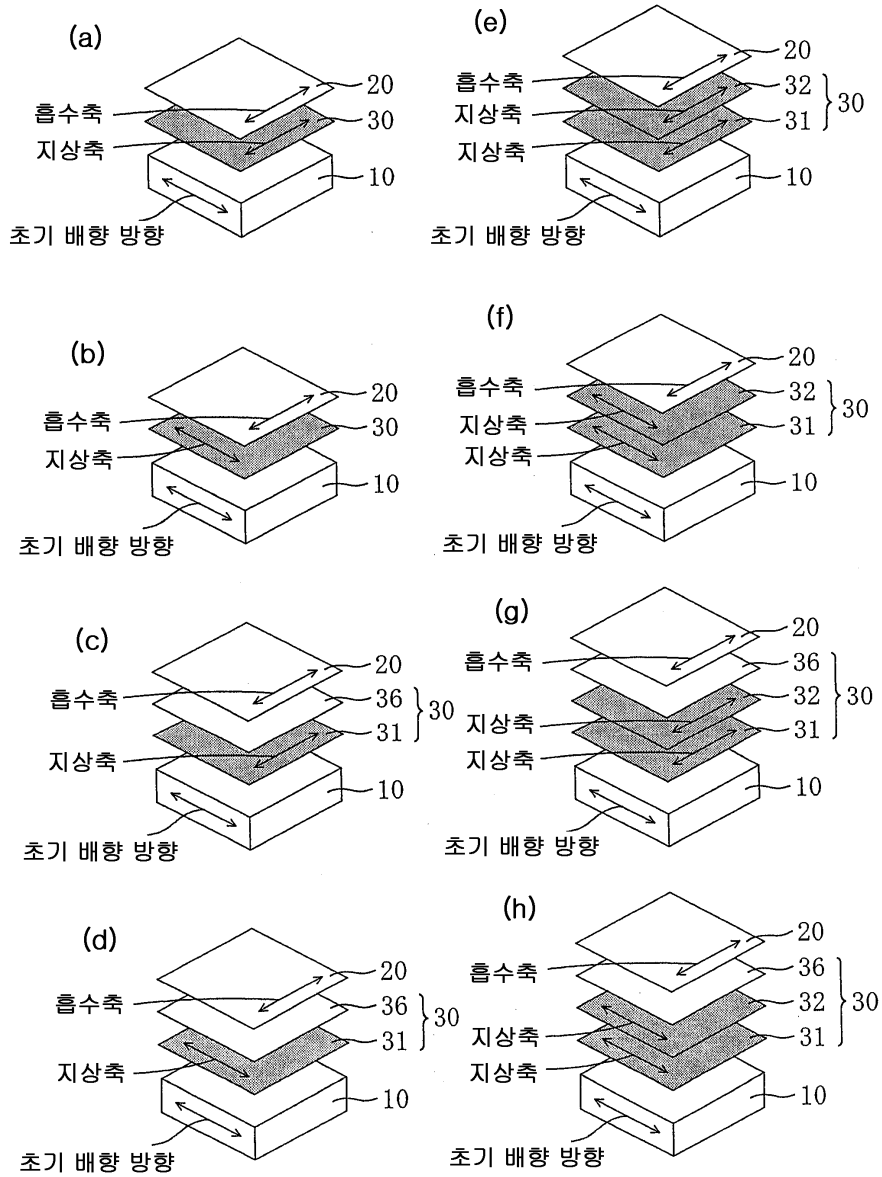 (a)
20
흡수축
30
지상축
10
초기 배향 방향
(b)
20
흡수축
30
지상축
10
초기 배향 방향
(c)
20
흡수축
36
30
31
지상축
10
초기 배향 방향
(d)
20
흡수축
36
30
31
지상축
10
초기 배향 방향
(e)
20
흡수축
32
30
지상축
31
지상축
10
초기 배향 방향
(f)
20
흡수축
32
30
지상축
31
지상축
10
초기 배향 방향
(g)
20
흡수축
36
32
30
지상축
31
지상축
10
초기 배향 방향
(h)
20
흡수축
36
32
30
지상축
31
지상축
10
초기 배향 방향